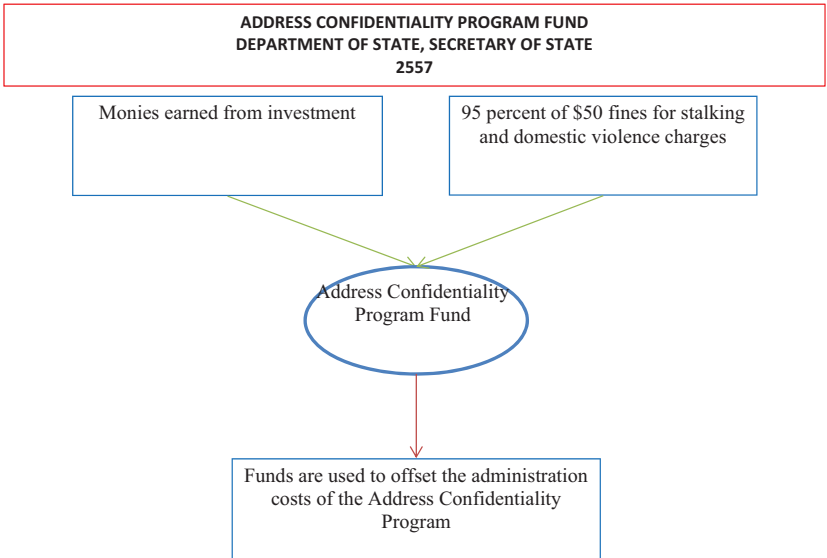 ADDRESS CONFIDENTIALITY PROGRAM FUND
DEPARTMENT OF STATE, SECRETARY OF STATE
2557
Monies earned from investment
95 percent of $50 fines for stalking
and domestic violence charges
Address Confidentiality
Program Fund
Funds are used to offset the administration
costs of the Address Confidentiality
Program